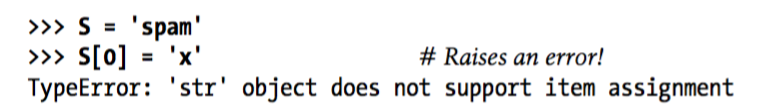 >>> S = 'spam'
>>> S[0] = 'x' # Raises an error!
TypeError: 'str' object does not support item assignment